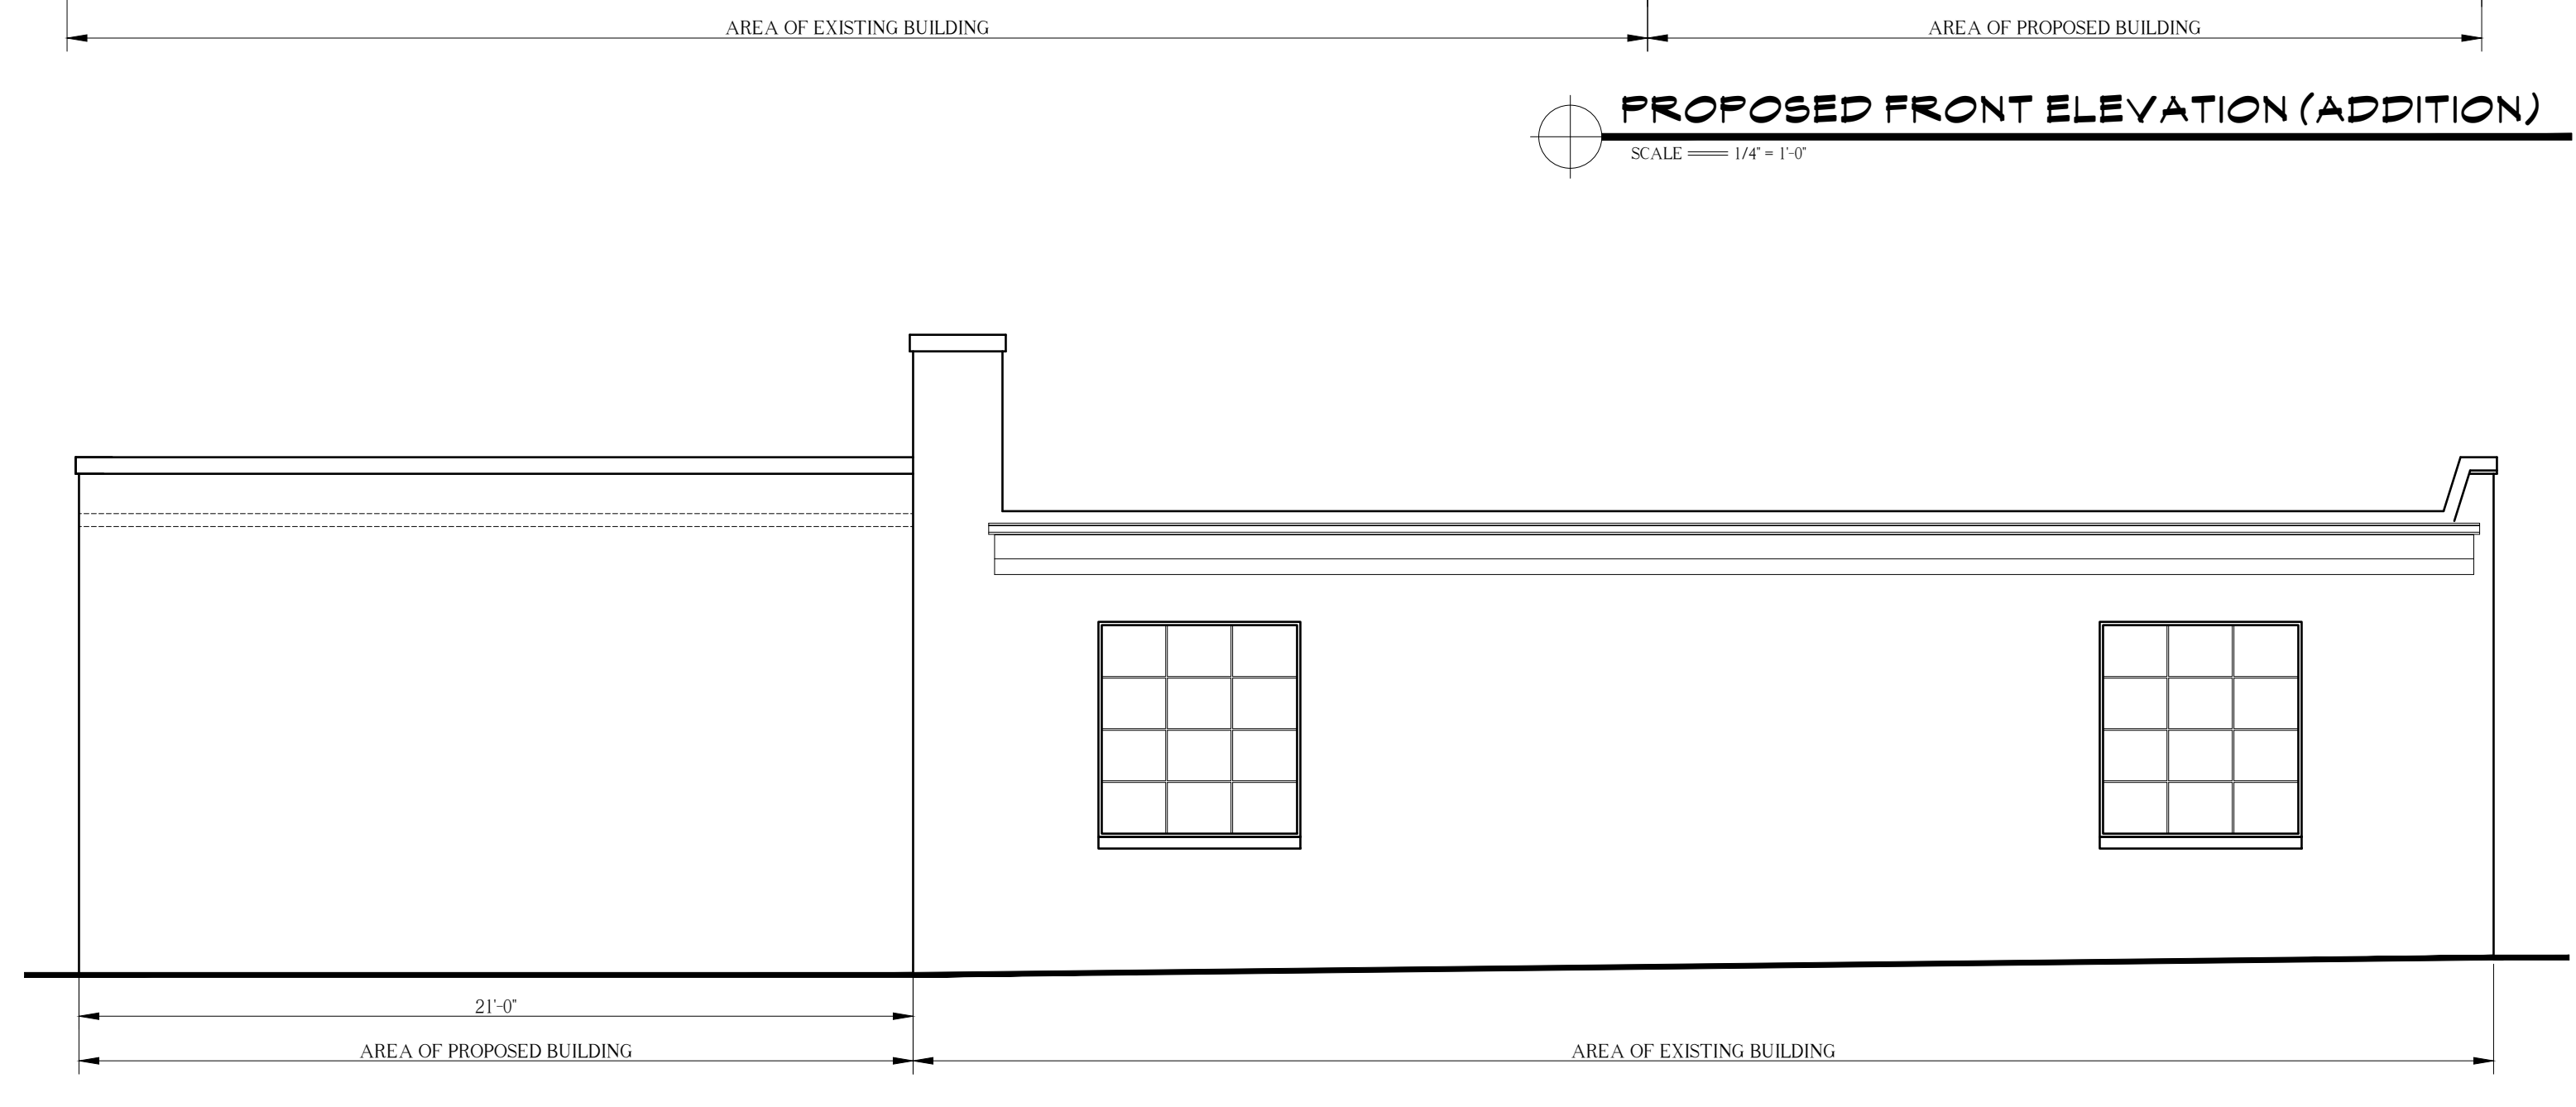 AREA OF EXISTING BUILDING
AREA OF PROPOSED BUILDING
PROPOSED FRONT ELEVATION (ADDITION)
SCALE 1/4" = 1'-0"
21'-0"
AREA OF PROPOSED BUILDING
AREA OF EXISTING BUILDING